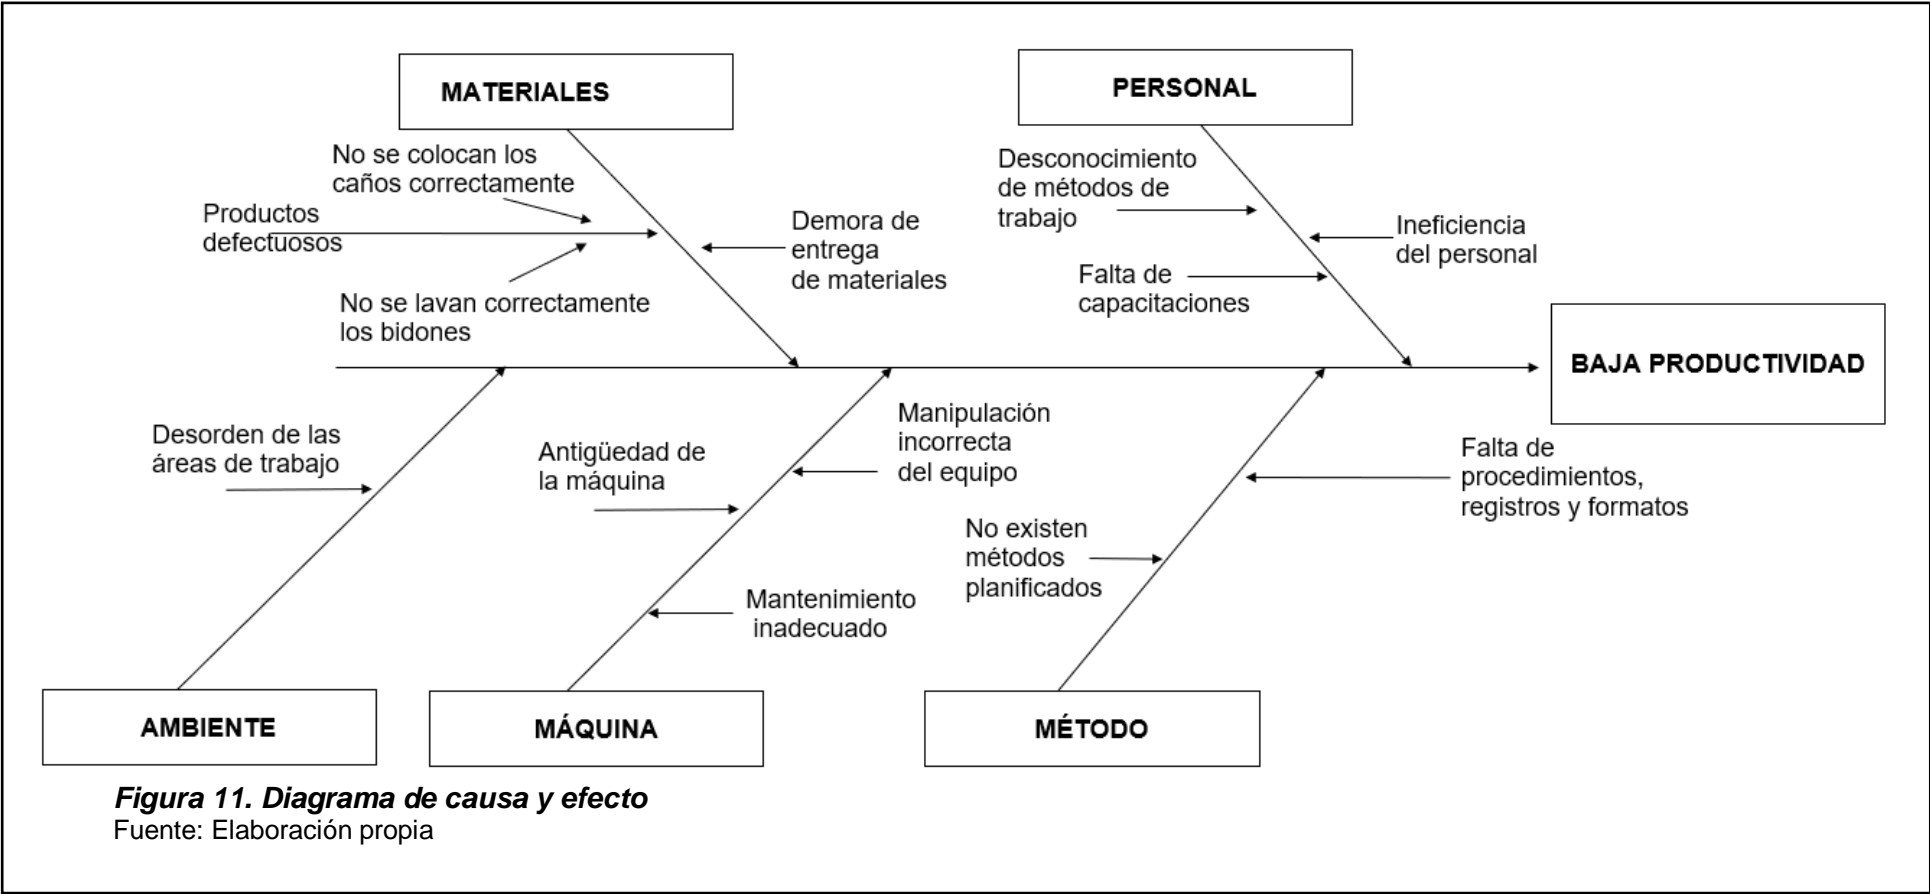 MATERIALES
PERSONAL
No se colocan los
caños correctamente
Productos
defectuosos
No se lavan correctamente
los bidones
Demora de
entrega
de materiales
Desconocimiento
de métodos de
trabajo
Falta de
capacitaciones
Ineficiencia
del personal
BAJA PRODUCTIVIDAD
Desorden de las
áreas de trabajo
Antigüedad de
la máquina
Manipulación
incorrecta
del equipo
Mantenimiento
inadecuado
No existen
métodos
planificados
Falta de
procedimientos,
registros y formatos
AMBIENTE
MÁQUINA
MÉTODO
Figura 11. Diagrama de causa y efecto
Fuente: Elaboración propia